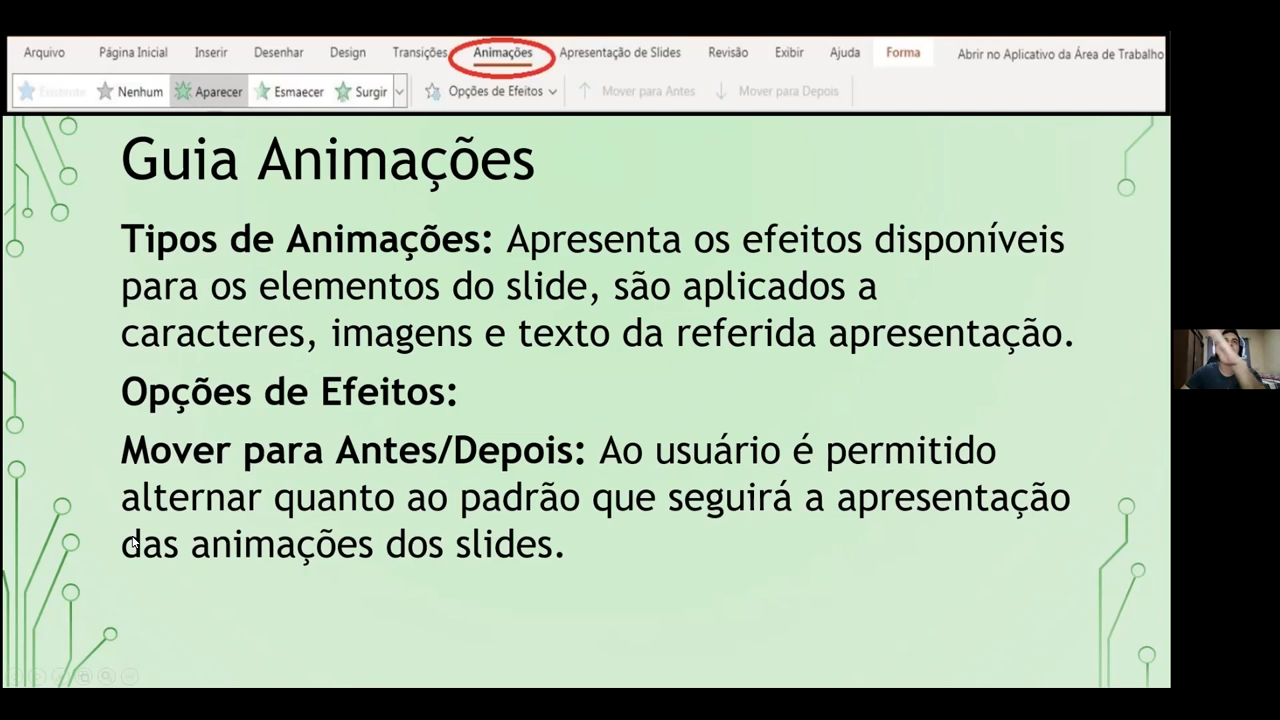 Arquivo Página Inicial Inserir Desenhar Design Transições Animações Apresentação de Slides Revisão Exibir Ajuda Forma Abrir no Aplicativo da Área de Trabalho
Existente Nenhum Aparecer Esmaecer Surgir Opções de Efeitos Mover para Antes Mover para Depois
Guia Animações
Tipos de Animações: Apresenta os efeitos disponíveis
para os elementos do slide, são aplicados a
caracteres, imagens e texto da referida apresentação.
Opções de Efeitos:
Mover para Antes/Depois: Ao usuário é permitido
alternar quanto ao padrão que seguirá a apresentação
das animações dos slides.